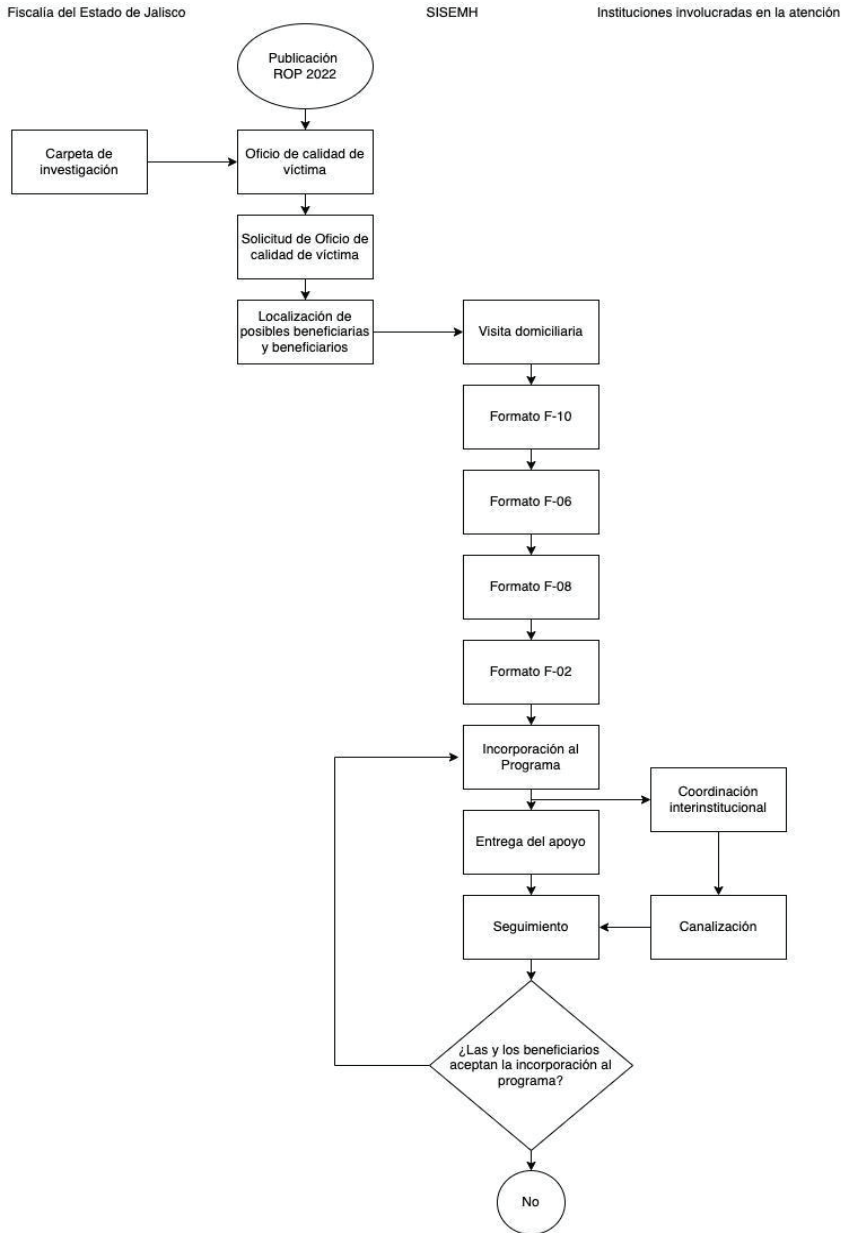 Fiscalía del Estado de Jalisco
SISEMH
Instituciones involucradas en la atención
Publicación
ROP 2022
Carpeta de
investigación
Oficio de calidad de
víctima
Solicitud de Oficio de
calidad de víctima
Localización de
posibles beneficiarias
y beneficiarios
Visita domiciliaria
Formato F-10
Formato F-06
Formato F-08
Formato F-02
Incorporación al
Programa
Coordinación
interinstitucional
Entrega del apoyo
Seguimiento
Canalización
¿Las y los beneficiarios
aceptan la incorporación al
programa?
No